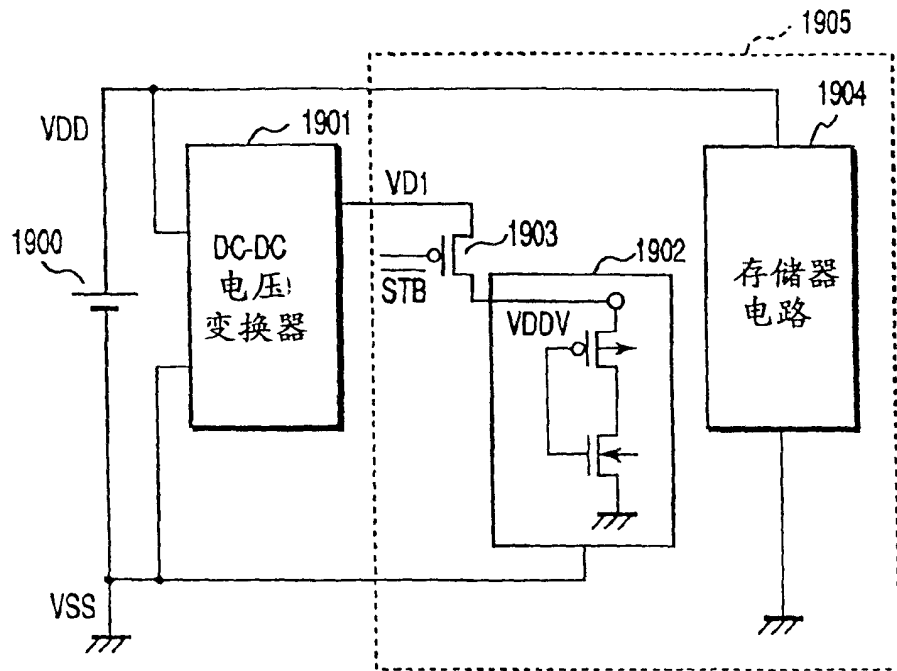 1905
VDD
1901
1904
VD1
1900
DC-DC
电压
变换器
1903
1902
STB
VDDV
存储器
电路
VSS